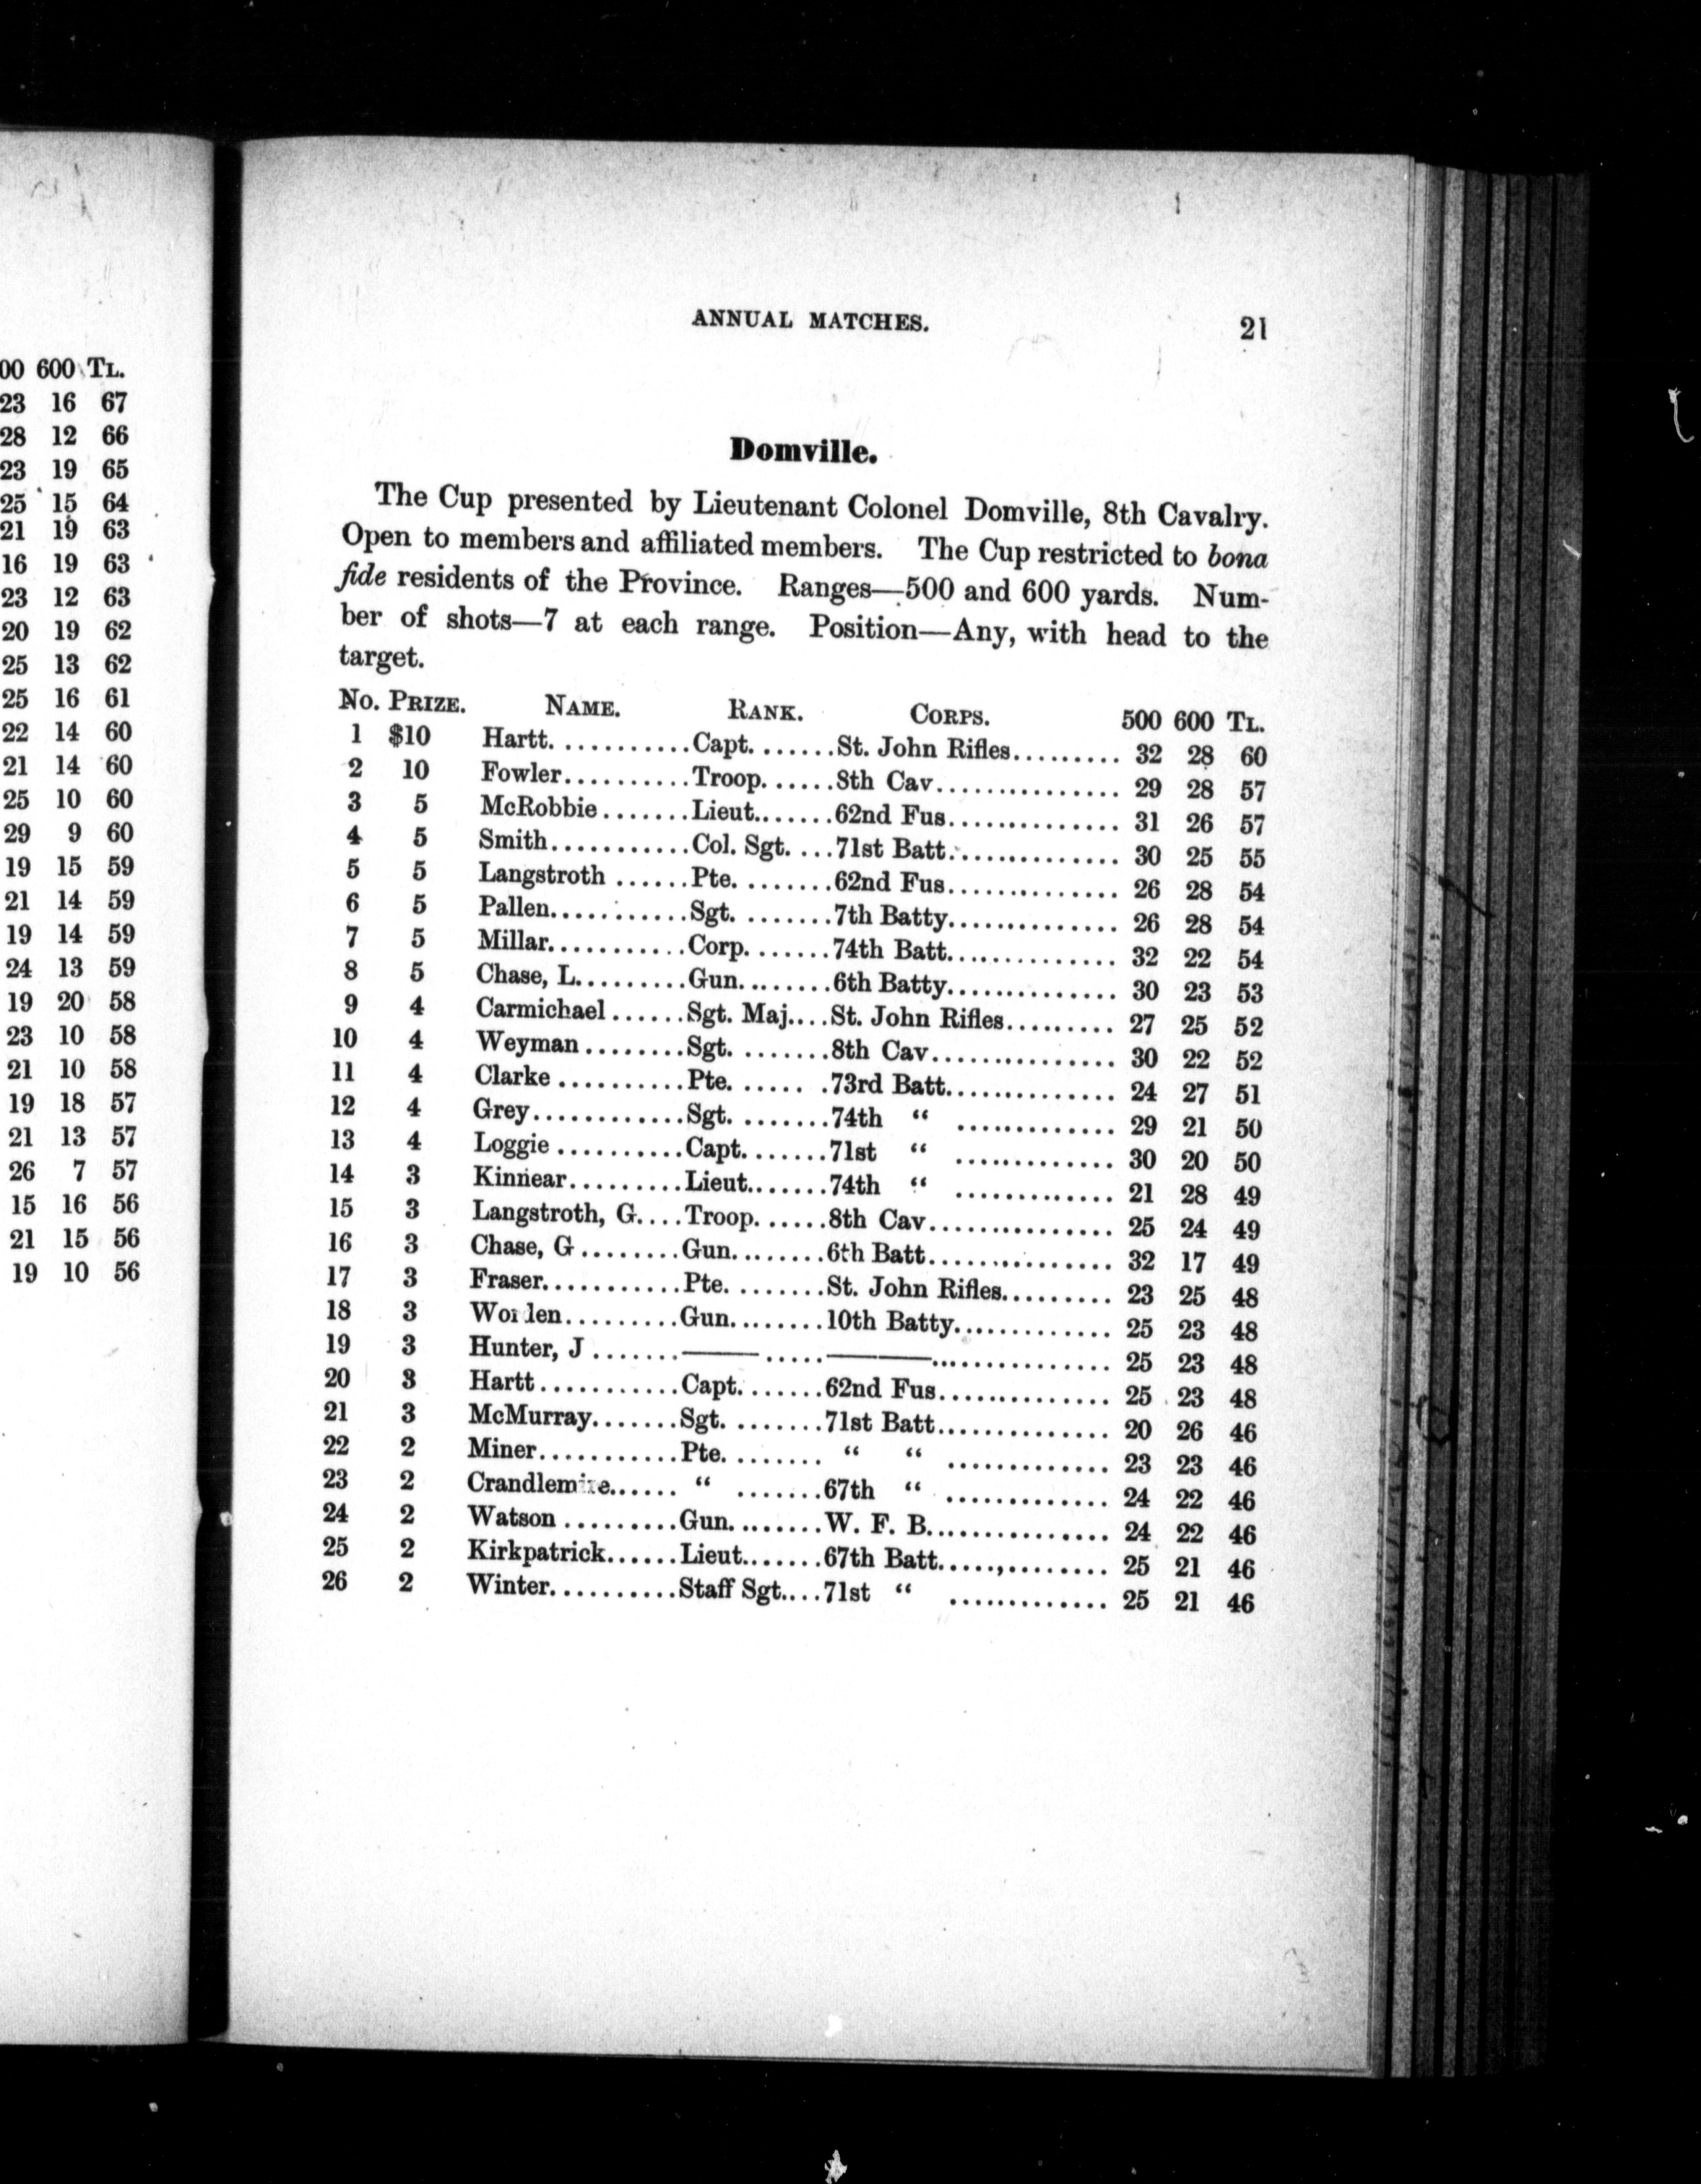 00 600 TL.
23 16 67
28 12 66
23 19 65
25 15 64
21 19 63
16 19 63
23 12 63
20 19 62
25 13 62
25 16 61
22 14 60
21 14 60
25 10 60
29 9 60
19 15 59
21 14 59
19 14 59
24 13 59
19 20 58
23 10 58
21 10 58
19 18 57
21 13 57
26 7 57
15 16 56
21 15 56
19 10 56
ANNUAL MATCHES. 21
Domville.
The Cup presented by Lieutenant Colonel Domville, 8th Cavalry.
Open to members and affiliated members. The Cup restricted to bona
fide residents of the Province. Ranges—500 and 600 yards. Num-
ber of shots—7 at each range. Position—Any, with head to the
target.
No. PRIZE. NAME. RANK. CORPS. 500 600 TL.
1 $10 Hartt...........Capt.......St. John Rifles......... 32 28 60
2 10 Fowler..........Troop......8th Cav............... 29 28 57
3 5 McRobbie.......Lieut.......62nd Fus.............. 31 26 57
4 5 Smith...........Col. Sgt....71st Batt.............. 30 25 55
5 5 Langstroth ......Pte. ........62nd Fus.............. 26 28 54
6 5 Pallen...........Sgt. ........7th Batty.............. 26 28 54
7 5 Millar...........Corp........74th Batt.............. 32 22 54
8 5 Chase, L.........Gun.........6th Batty.............. 30 23 53
9 4 Carmichael ......Sgt. Maj....St. John Rifles......... 27 25 52
10 4 Weyman ........Sgt. ........8th Cav............... 30 22 52
11 4 Clarke ..........Pte. ...... .73rd Batt.............. 24 27 51
12 4 Grey............Sgt. ........74th “ ............. 29 21 50
13 4 Loggie ..........Capt........71st “ ............. 30 20 50
14 3 Kinnear.........Lieut.......74th “ ............. 21 28 49
15 3 Langstroth, G....Troop......8th Cav............... 25 24 49
16 3 Chase, G ........Gun.........6th Batt............... 32 17 49
17 3 Fraser...........Pte. ........St. John Rifles......... 23 25 48
18 3 Worden.........Gun.........10th Batty............. 25 23 48
19 3 Hunter, J .......—— .....———............... 25 23 48
20 3 Hartt...........Capt........62nd Fus.............. 25 23 48
21 3 McMurray.......Sgt. ........71st Batt.............. 20 26 46
22 2 Miner...........Pte. ........ “ “ ............. 23 23 46
23 2 Crandlemire...... “ .......67th “ ............. 24 22 46
24 2 Watson .........Gun.........W. F. B............... 24 22 46
25 2 Kirkpatrick......Lieut.......67th Batt.....,........ 25 21 46
26 2 Winter..........Staff Sgt....71st “ ............. 25 21 46